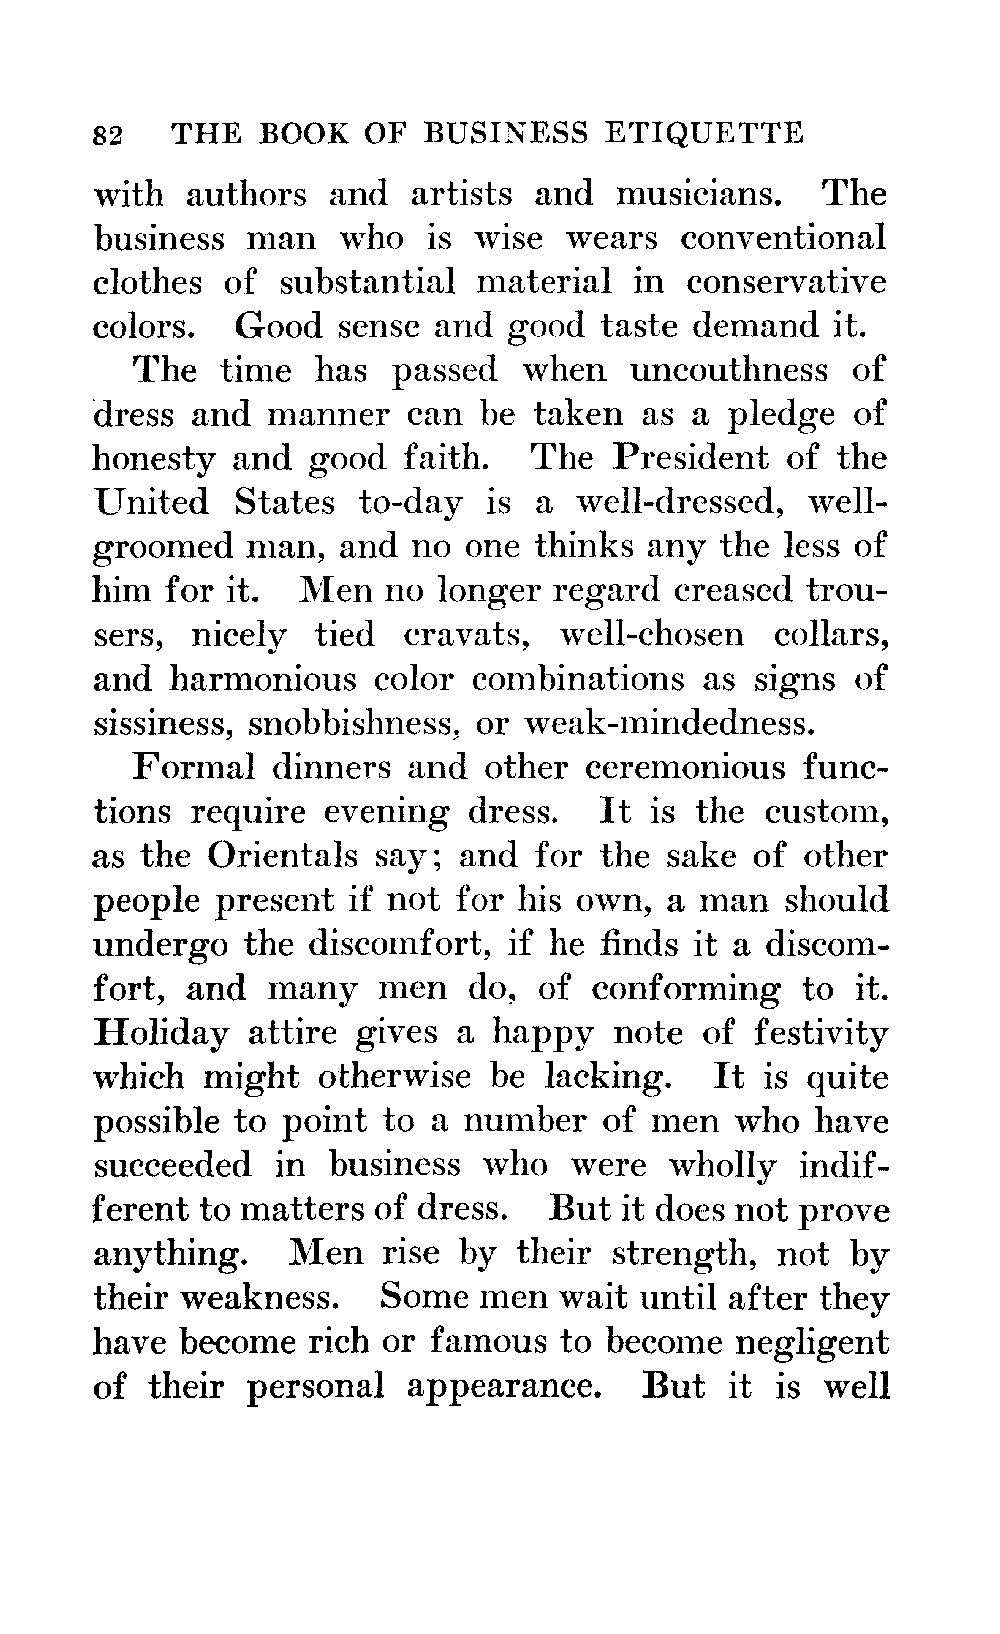 82 THE BOOK OF BUSINESS ETIQUETTE
with authors and artists and musicians. The
business man who is wise wears conventional
clothes of substantial material in conservative
colors. Good sense and good taste demand it.
The time has passed when uncouthness of
dress and manner can be taken as a pledge of
honesty and good faith. The President of the
United States to-day is a well-dressed, well-
groomed man, and no one thinks any the less of
him for it. Men no longer regard creased trou-
sers, nicely tied cravats, well-chosen collars,
and harmonious color combinations as signs of
sissiness, snobbishness, or weak-mindedness.
Formal dinners and other ceremonious func-
tions require evening dress. It is the custom,
as the Orientals say; and for the sake of other
people present if not for his own, a man should
undergo the discomfort, if he finds it a discom-
fort, and many men do, of conforming to it.
Holiday attire gives a happy note of festivity
which might otherwise be lacking. It is quite
possible to point to a number of men who have
succeeded in business who were wholly indif-
ferent to matters of dress. But it does not prove
anything. Men rise by their strength, not by
their weakness. Some men wait until after they
have become rich or famous to become negligent
of their personal appearance. But it is well